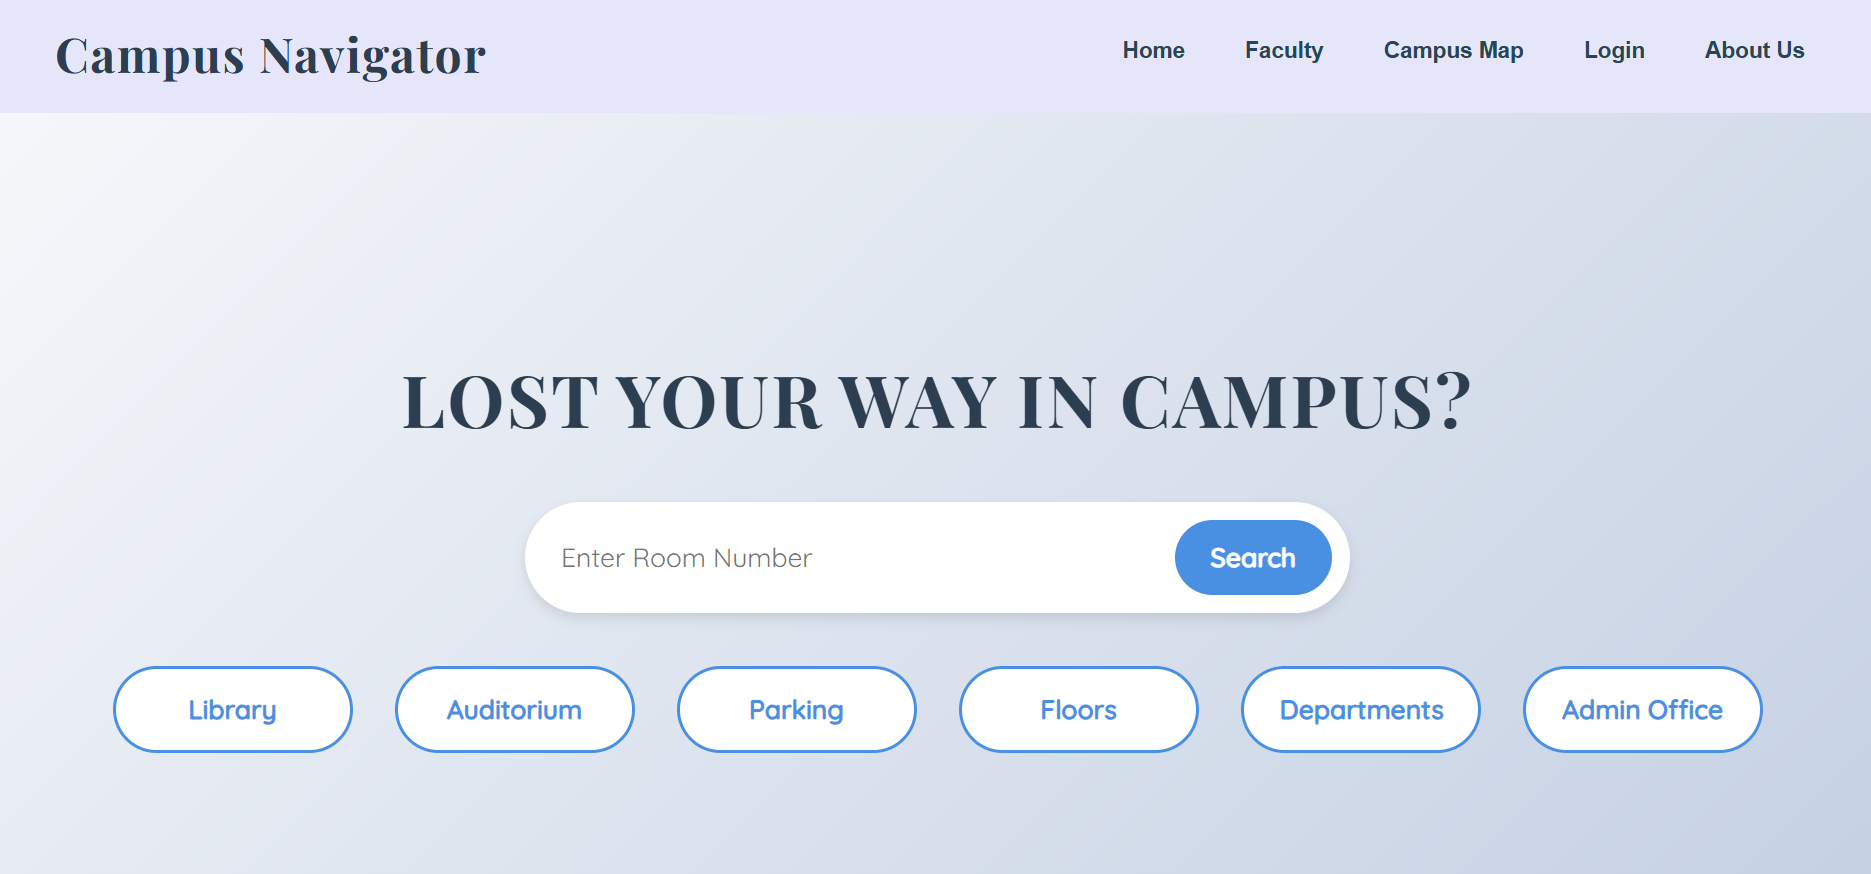 Campus Navigator
Home Faculty Campus Map Login About Us
LOST YOUR WAY IN CAMPUS?
Enter Room Number Search
Library Auditorium Parking Floors Departments Admin Office